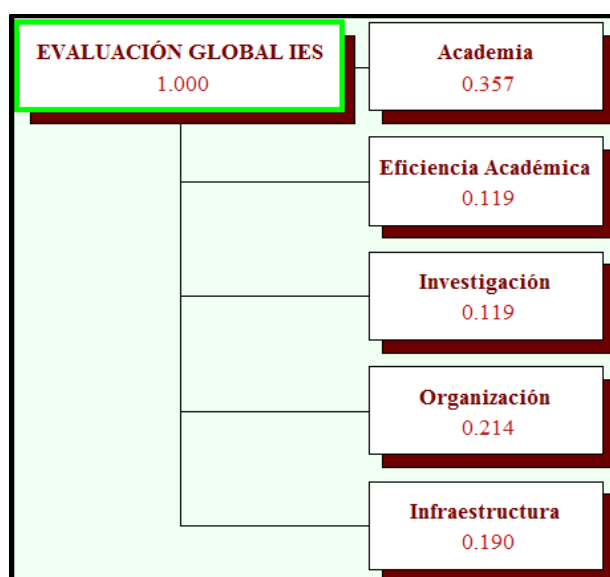 EVALUACIÓN GLOBAL IES
1.000
Academia
0.357
Eficiencia Académica
0.119
Investigación
0.119
Organización
0.214
Infraestructura
0.190